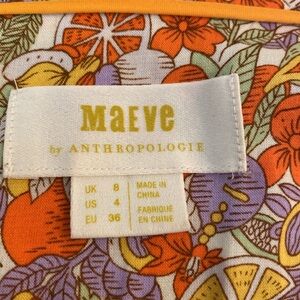 MaEVe
by ANTHROPOLOGIE
UK 8 MADE IN
US 4 CHINA
EU 36 FABRIQUÉ
EN CHINE